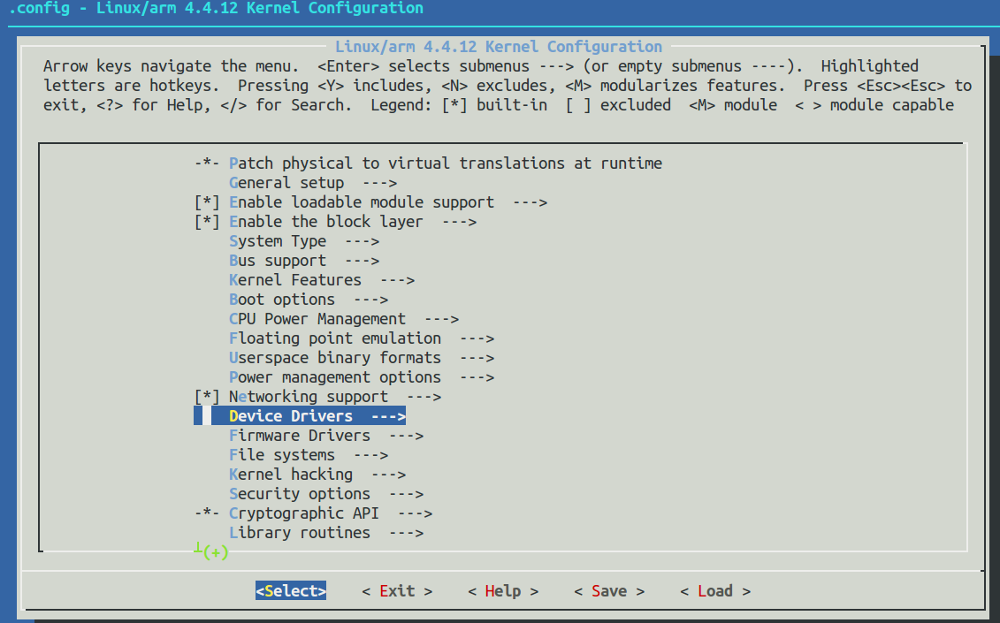 .config - Linux/arm 4.4.12 Kernel Configuration
Linux/arm 4.4.12 Kernel Configuration
Arrow keys navigate the menu.  <Enter> selects submenus ---> (or empty submenus ----).  Highlighted
letters are hotkeys.  Pressing <Y> includes, <N> excludes, <M> modularizes features.  Press <Esc><Esc> to
exit, <?> for Help, </> for Search.  Legend: [*] built-in  [ ] excluded  <M> module  < > module capable
-*- Patch physical to virtual translations at runtime
General setup  --->
[*] Enable loadable module support  --->
[*] Enable the block layer  --->
System Type  --->
Bus support  --->
Kernel Features  --->
Boot options  --->
CPU Power Management  --->
Floating point emulation  --->
Userspace binary formats  --->
Power management options  --->
[*] Networking support  --->
Device Drivers  --->
Firmware Drivers  --->
File systems  --->
Kernel hacking  --->
Security options  --->
-*- Cryptographic API  --->
Library routines  --->
┴(+)
<Select>    < Exit >    < Help >    < Save >    < Load >